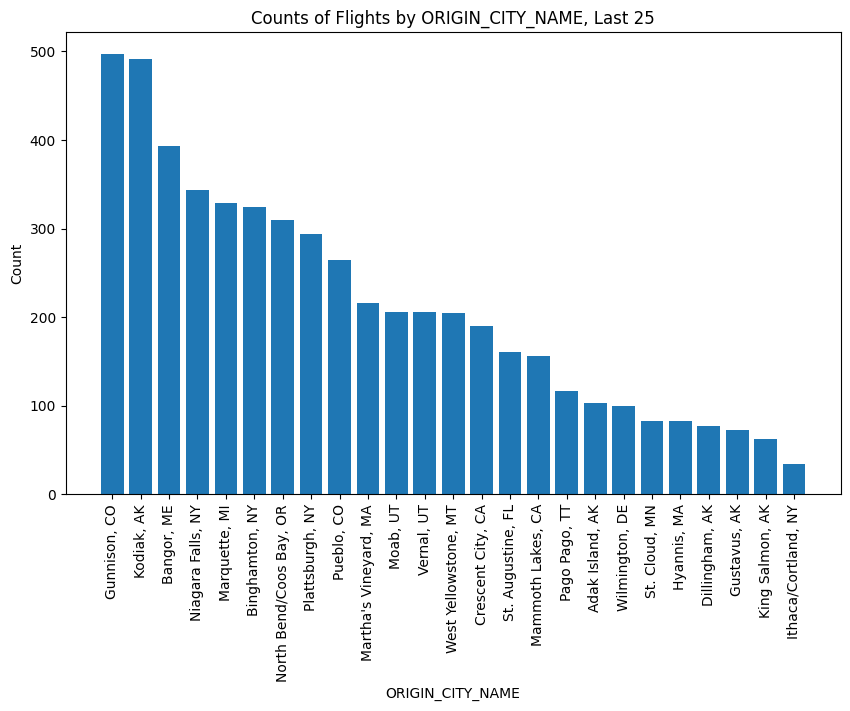 Counts of Flights by ORIGIN_CITY_NAME, Last 25
Count
500
400
300
200
100
0
Gunnison, CO
Kodiak, AK
Bangor, ME
Niagara Falls, NY
Marquette, MI
Binghamton, NY
North Bend/Coos Bay, OR
Plattsburgh, NY
Pueblo, CO
Martha's Vineyard, MA
Moab, UT
Vernal, UT
West Yellowstone, MT
Crescent City, CA
St. Augustine, FL
Mammoth Lakes, CA
Pago Pago, TT
Adak Island, AK
Wilmington, DE
St. Cloud, MN
Hyannis, MA
Dillingham, AK
Gustavus, AK
King Salmon, AK
Ithaca/Cortland, NY
ORIGIN_CITY_NAME